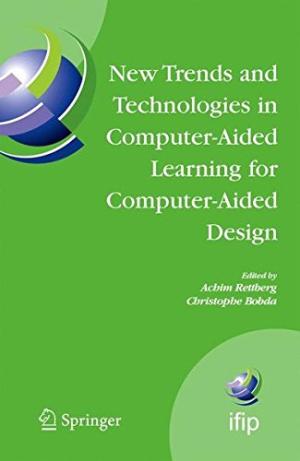 New Trends and
Technologies in
Computer-Aided
Learning for
Computer-Aided
Design
Edited by
Achim Rettberg
Christophe Bobda
Springer
ifip